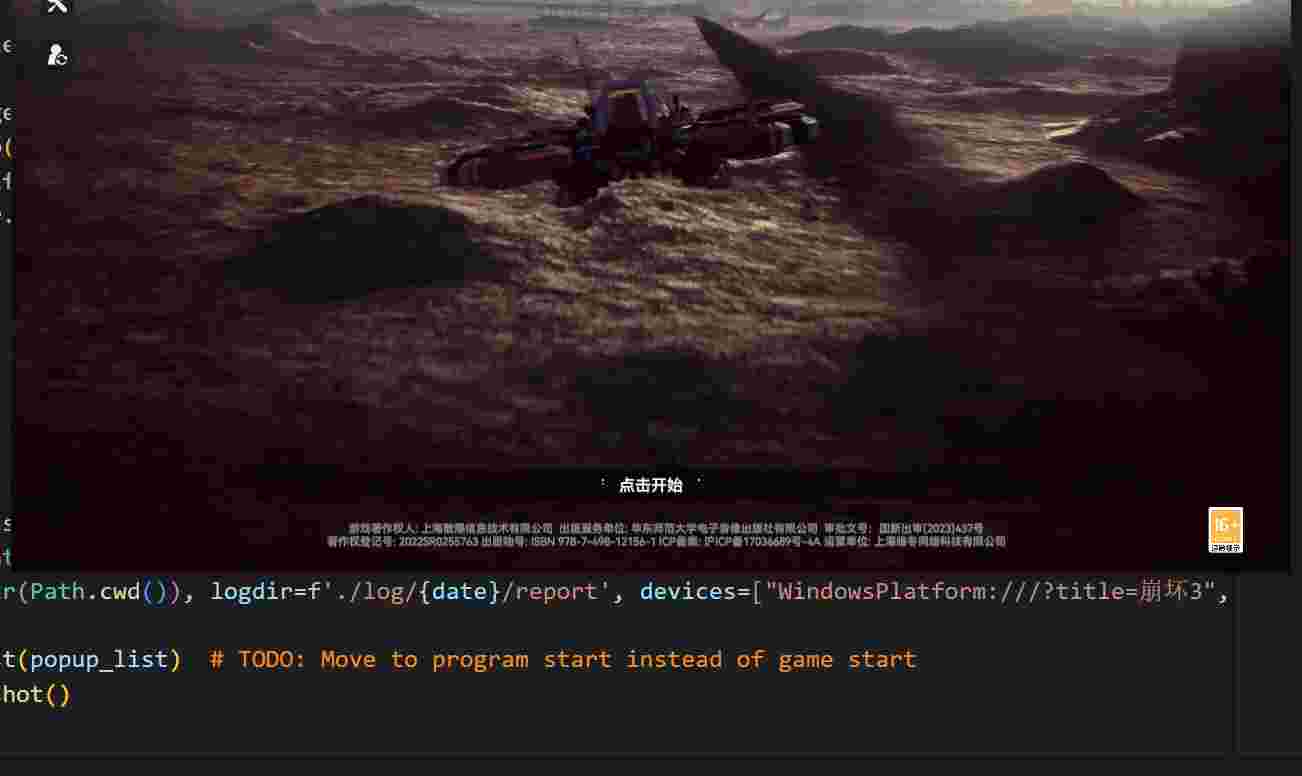 点击开始
游戏著作权人: 上海散爆信息技术有限公司 出版服务单位: 华东师范大学电子音像出版社有限公司 审批文号: 国新出审[2023]437号
著作权登记号: 2022SR0255763 出版物号: ISBN 978-7-498-12156-1 ICP备案: 沪ICP备17036689号-4A 运营单位: 上海暗冬网络科技有限公司
16+
r(Path.cwd()), logdir=f'./log/{date}/report', devices=["WindowsPlatform:///?title=崩坏3",
t(popup_list) # TODO: Move to program start instead of game start
hot()